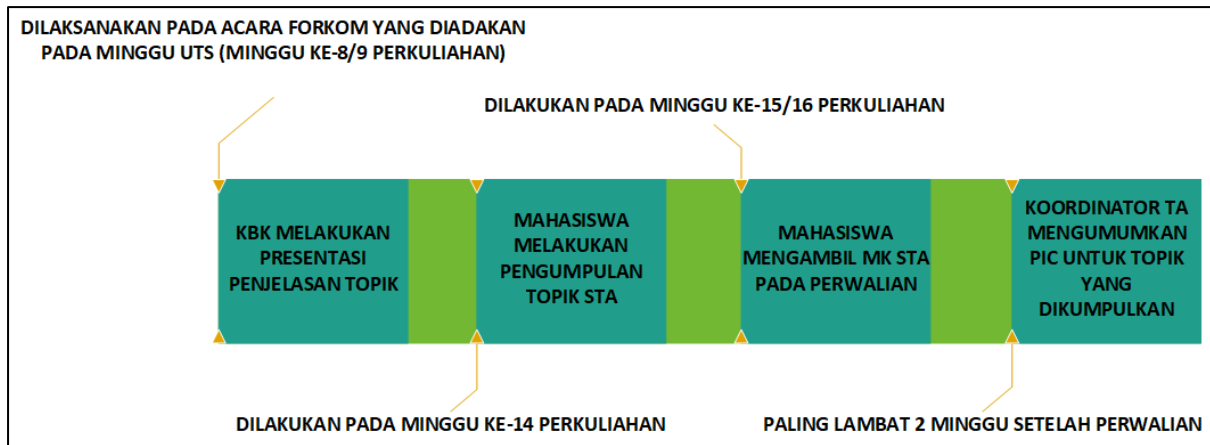 DILAKSANAKAN PADA ACARA FORKOM YANG DIADAKAN
PADA MINGGU UTS (MINGGU KE-8/9 PERKULIAHAN)
DILAKUKAN PADA MINGGU KE-15/16 PERKULIAHAN
KBK MELAKUKAN
PRESENTASI
PENJELASAN TOPIK
MAHASISWA
MELAKUKAN
PENGUMPULAN
TOPIK STA
MAHASISWA
MENGAMBIL MK STA
PADA PERWALIAN
KOORDINATOR TA
MENGUMUMKAN
PIC UNTUK TOPIK
YANG
DIKUMPULKAN
DILAKUKAN PADA MINGGU KE-14 PERKULIAHAN
PALING LAMBAT 2 MINGGU SETELAH PERWALIAN